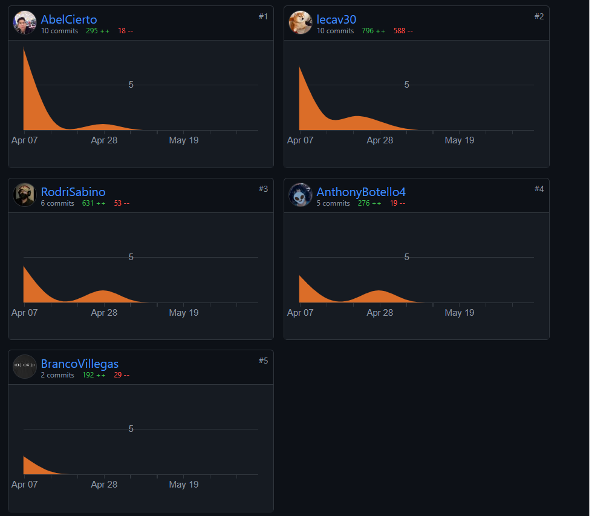 AbelCierto #1
10 commits 295 ++ 18 --
5
Apr 07 Apr 28 May 19
lecav30 #2
10 commits 796 ++ 588 --
5
Apr 07 Apr 28 May 19
RodriSabino #3
6 commits 631 ++ 53 --
5
Apr 07 Apr 28 May 19
AnthonyBotello4 #4
5 commits 276 ++ 19 --
5
Apr 07 Apr 28 May 19
BrancoVillegas #5
2 commits 192 ++ 29 --
5
Apr 07 Apr 28 May 19